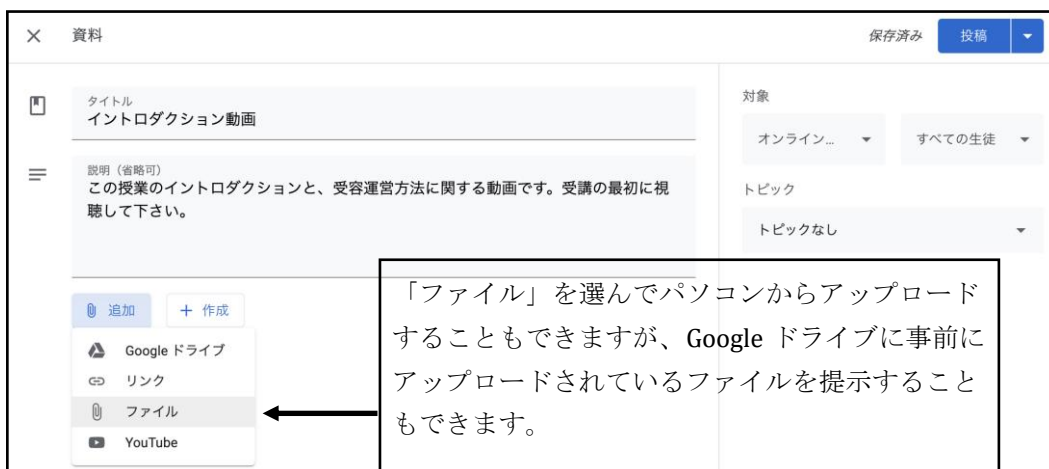 資料
保存済み
投稿
タイトル
イントロダクション動画
説明（省略可）
この授業のイントロダクションと、受容運営方法に関する動画です。受講の最初に視
聴して下さい。
追加
+ 作成
Google ドライブ
リンク
ファイル
YouTube
対象
オンライン...
すべての生徒
トピック
トピックなし
「ファイル」を選んでパソコンからアップロード
することもできますが、Google ドライブに事前に
アップロードされているファイルを提示すること
もできます。